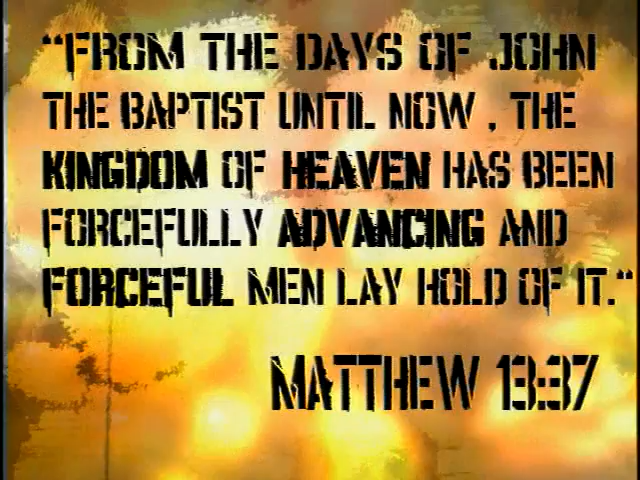 "FROM THE DAYS OF JOHN
THE BAPTIST UNTIL NOW , THE
KINGDOM OF HEAVEN HAS BEEN
FORCEFULLY ADVANCING AND
FORCEFUL MEN LAY HOLD OF IT."
MATTHEW 13:37